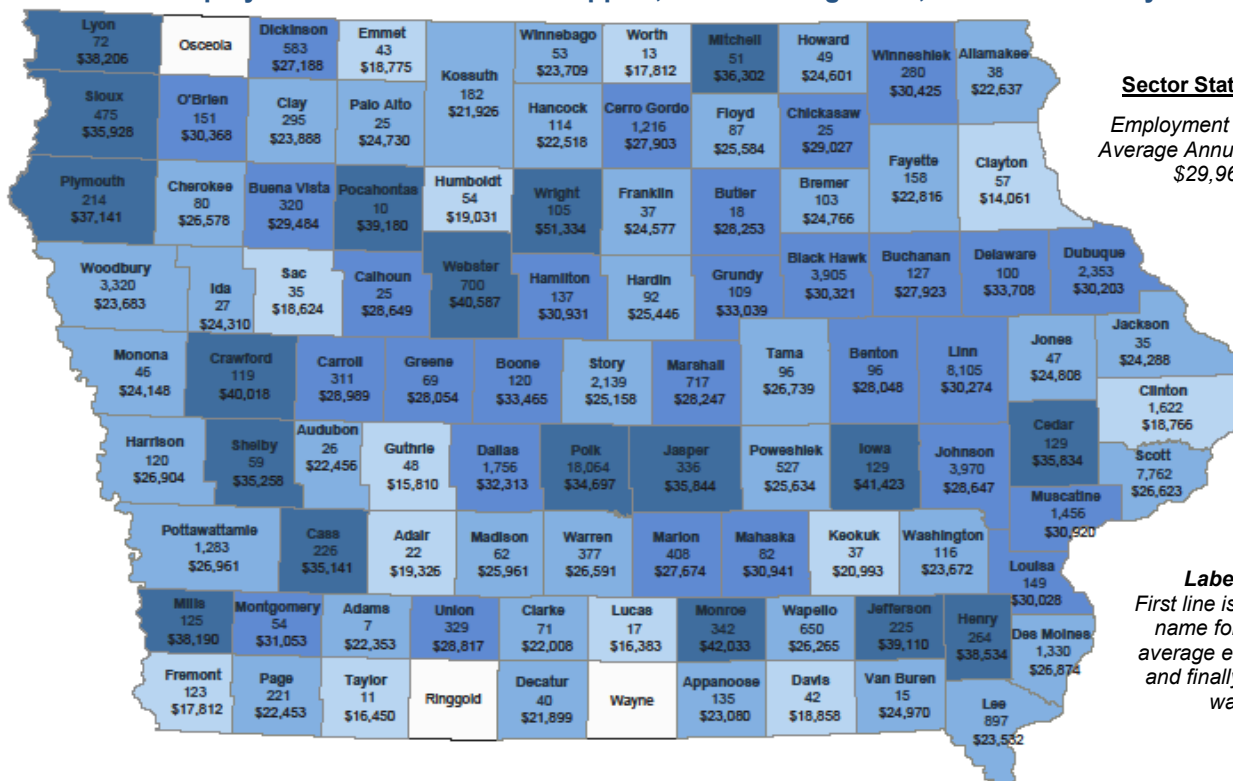 Lyon
72
$38,206
Osceola
Dickinson
583
$27,188
Emmet
43
$18,775
Kossuth
182
$21,926
Winnebago
53
$23,709
Worth
13
$17,812
Mitchell
51
$36,302
Howard
49
$24,601
Winneshiek
280
$30,425
Allamakee
38
$22,637
Sioux
475
$35,928
O'Brien
151
$30,368
Clay
295
$23,888
Palo Alto
25
$24,730
Hancock
114
$22,518
Cerro Gordo
1,216
$27,903
Floyd
87
$25,584
Chickasaw
25
$29,027
Fayette
158
$22,816
Clayton
57
$14,061
Plymouth
214
$37,141
Cherokee
80
$26,578
Buena Vista
320
$29,484
Pocahontas
10
$39,180
Humboldt
54
$19,031
Wright
105
$51,334
Franklin
37
$24,577
Butler
18
$28,253
Bremer
103
$24,766
Woodbury
3,320
$23,683
Ida
27
$24,310
Sac
35
$18,624
Calhoun
25
$28,649
Webster
700
$40,587
Hamilton
137
$30,931
Hardin
92
$25,446
Grundy
109
$33,039
Black Hawk
3,905
$30,321
Buchanan
127
$27,923
Delaware
100
$33,708
Dubuque
2,353
$30,203
Monona
46
$24,148
Crawford
119
$40,018
Carroll
311
$28,989
Greene
69
$28,054
Boone
120
$33,465
Story
2,139
$25,158
Marshall
717
$28,247
Tama
96
$26,739
Benton
96
$28,048
Linn
8,105
$30,274
Jones
47
$24,808
Jackson
35
$24,288
Clinton
1,622
$18,766
Harrison
120
$26,904
Shelby
59
$35,258
Audubon
26
$22,456
Guthrie
48
$15,810
Dallas
1,756
$32,313
Polk
18,064
$34,697
Jasper
336
$35,844
Poweshiek
527
$25,634
Iowa
129
$41,423
Johnson
3,970
$28,647
Cedar
129
$35,834
Scott
7,762
$26,623
Muscatine
1,456
$30,920
Pottawattamie
1,283
$26,961
Cass
226
$35,141
Adair
22
$19,326
Madison
62
$25,961
Warren
377
$26,591
Marion
408
$27,674
Mahaska
82
$30,941
Keokuk
37
$20,993
Washington
116
$23,672
Louisa
149
$30,028
Mills
125
$38,190
Montgomery
54
$31,053
Adams
7
$22,353
Union
329
$28,817
Clarke
71
$22,008
Lucas
17
$16,383
Monroe
342
$42,033
Wapello
650
$26,265
Jefferson
225
$39,110
Henry
264
$38,534
Des Moines
1,330
$26,874
Fremont
123
$17,812
Page
221
$22,453
Taylor
11
$16,450
Ringgold
Decatur
40
$21,899
Wayne
Appanoose
135
$23,080
Davis
42
$18,858
Van Buren
15
$24,970
Lee
897
$23,532
Sector Stat
Employment
Average Annu
$29,96
Labe
First line is
name for
average e
and finally
wa